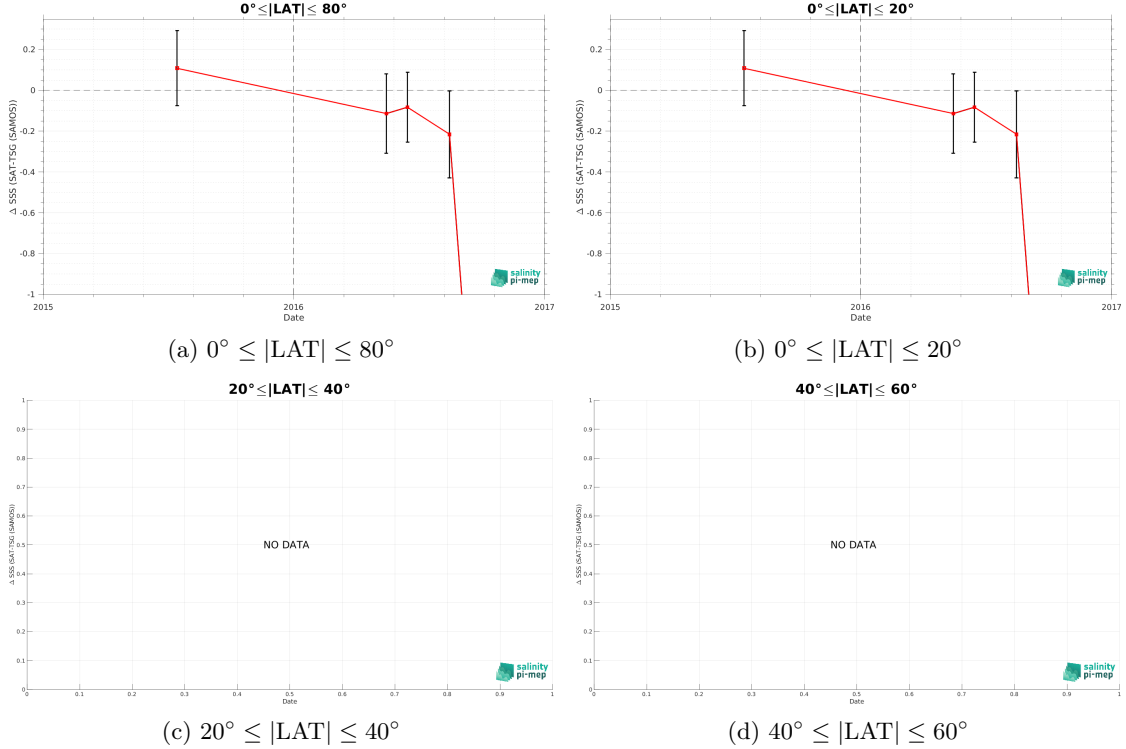 0°≤|LAT|≤ 80°
Δ SSS (SAT-TSG (SAMOS))
0.2
0
-0.2
-0.4
-0.6
-0.8
-1
2015
2016
2017
Date
salinity
pi-mep
(a) 0° ≤ |LAT| ≤ 80°
0°≤|LAT|≤ 20°
Δ SSS (SAT-TSG (SAMOS))
0.2
0
-0.2
-0.4
-0.6
-0.8
-1
2015
2016
2017
Date
salinity
pi-mep
(b) 0° ≤ |LAT| ≤ 20°
20°≤|LAT|≤ 40°
Δ SSS (SAT-TSG (SAMOS))
1
0.9
0.8
0.7
0.6
0.5
0.4
0.3
0.2
0.1
0
NO DATA
0
0.1
0.2
0.3
0.4
0.5
0.6
0.7
0.8
0.9
1
Date
salinity
pi-mep
(c) 20° ≤ |LAT| ≤ 40°
40°≤|LAT|≤ 60°
Δ SSS (SAT-TSG (SAMOS))
1
0.9
0.8
0.7
0.6
0.5
0.4
0.3
0.2
0.1
0
NO DATA
0
0.1
0.2
0.3
0.4
0.5
0.6
0.7
0.8
0.9
1
Date
salinity
pi-mep
(d) 40° ≤ |LAT| ≤ 60°